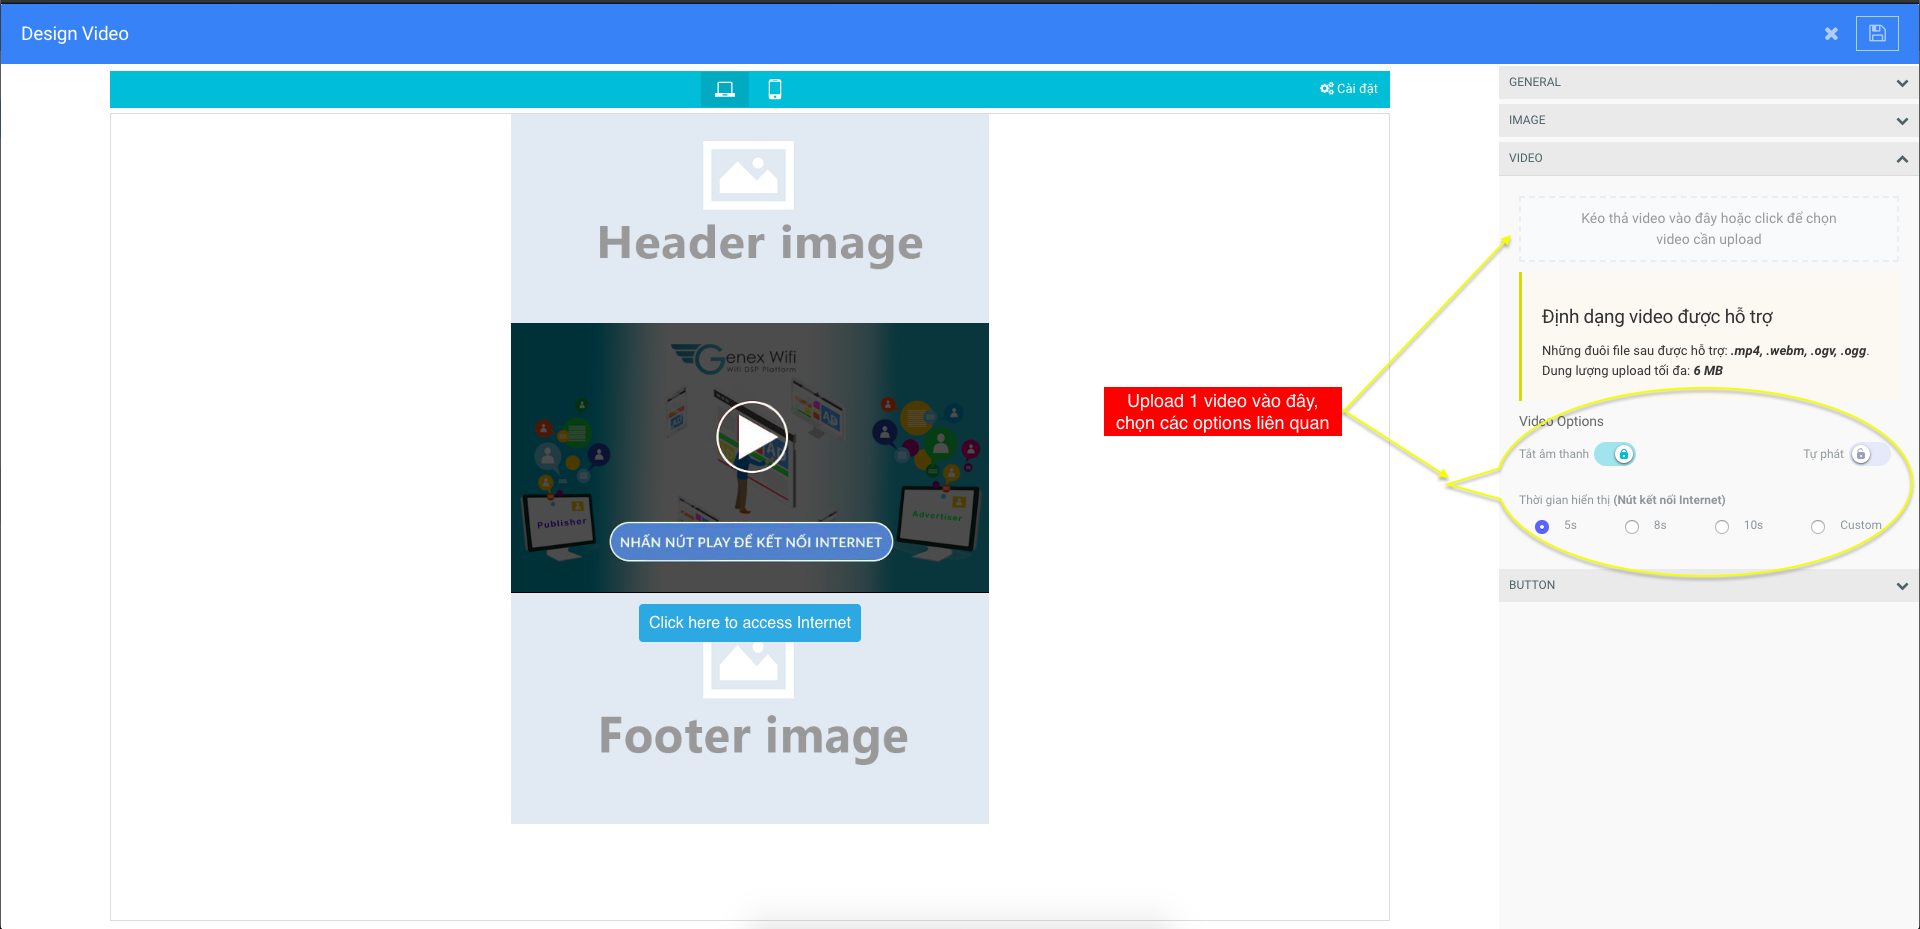 Design Video
Cài đặt
Header image
Genex Wifi
Wifi DSP Platform
AD
AD
Publisher
Advertiser
NHẤN NÚT PLAY ĐỂ KẾT NỐI INTERNET
Click here to access Internet
Footer image
Upload 1 video vào đây,
chọn các options liên quan
GENERAL
IMAGE
VIDEO
Kéo thả video vào đây hoặc click để chọn
video cần upload
Định dạng video được hỗ trợ
Những đuôi file sau được hỗ trợ: .mp4, .webm, .ogv, .ogg.
Dung lượng upload tối đa: 6 MB
Video Options
Tắt âm thanh
Tự phát
Thời gian hiển thị (Nút kết nối Internet)
5s 8s 10s Custom
BUTTON